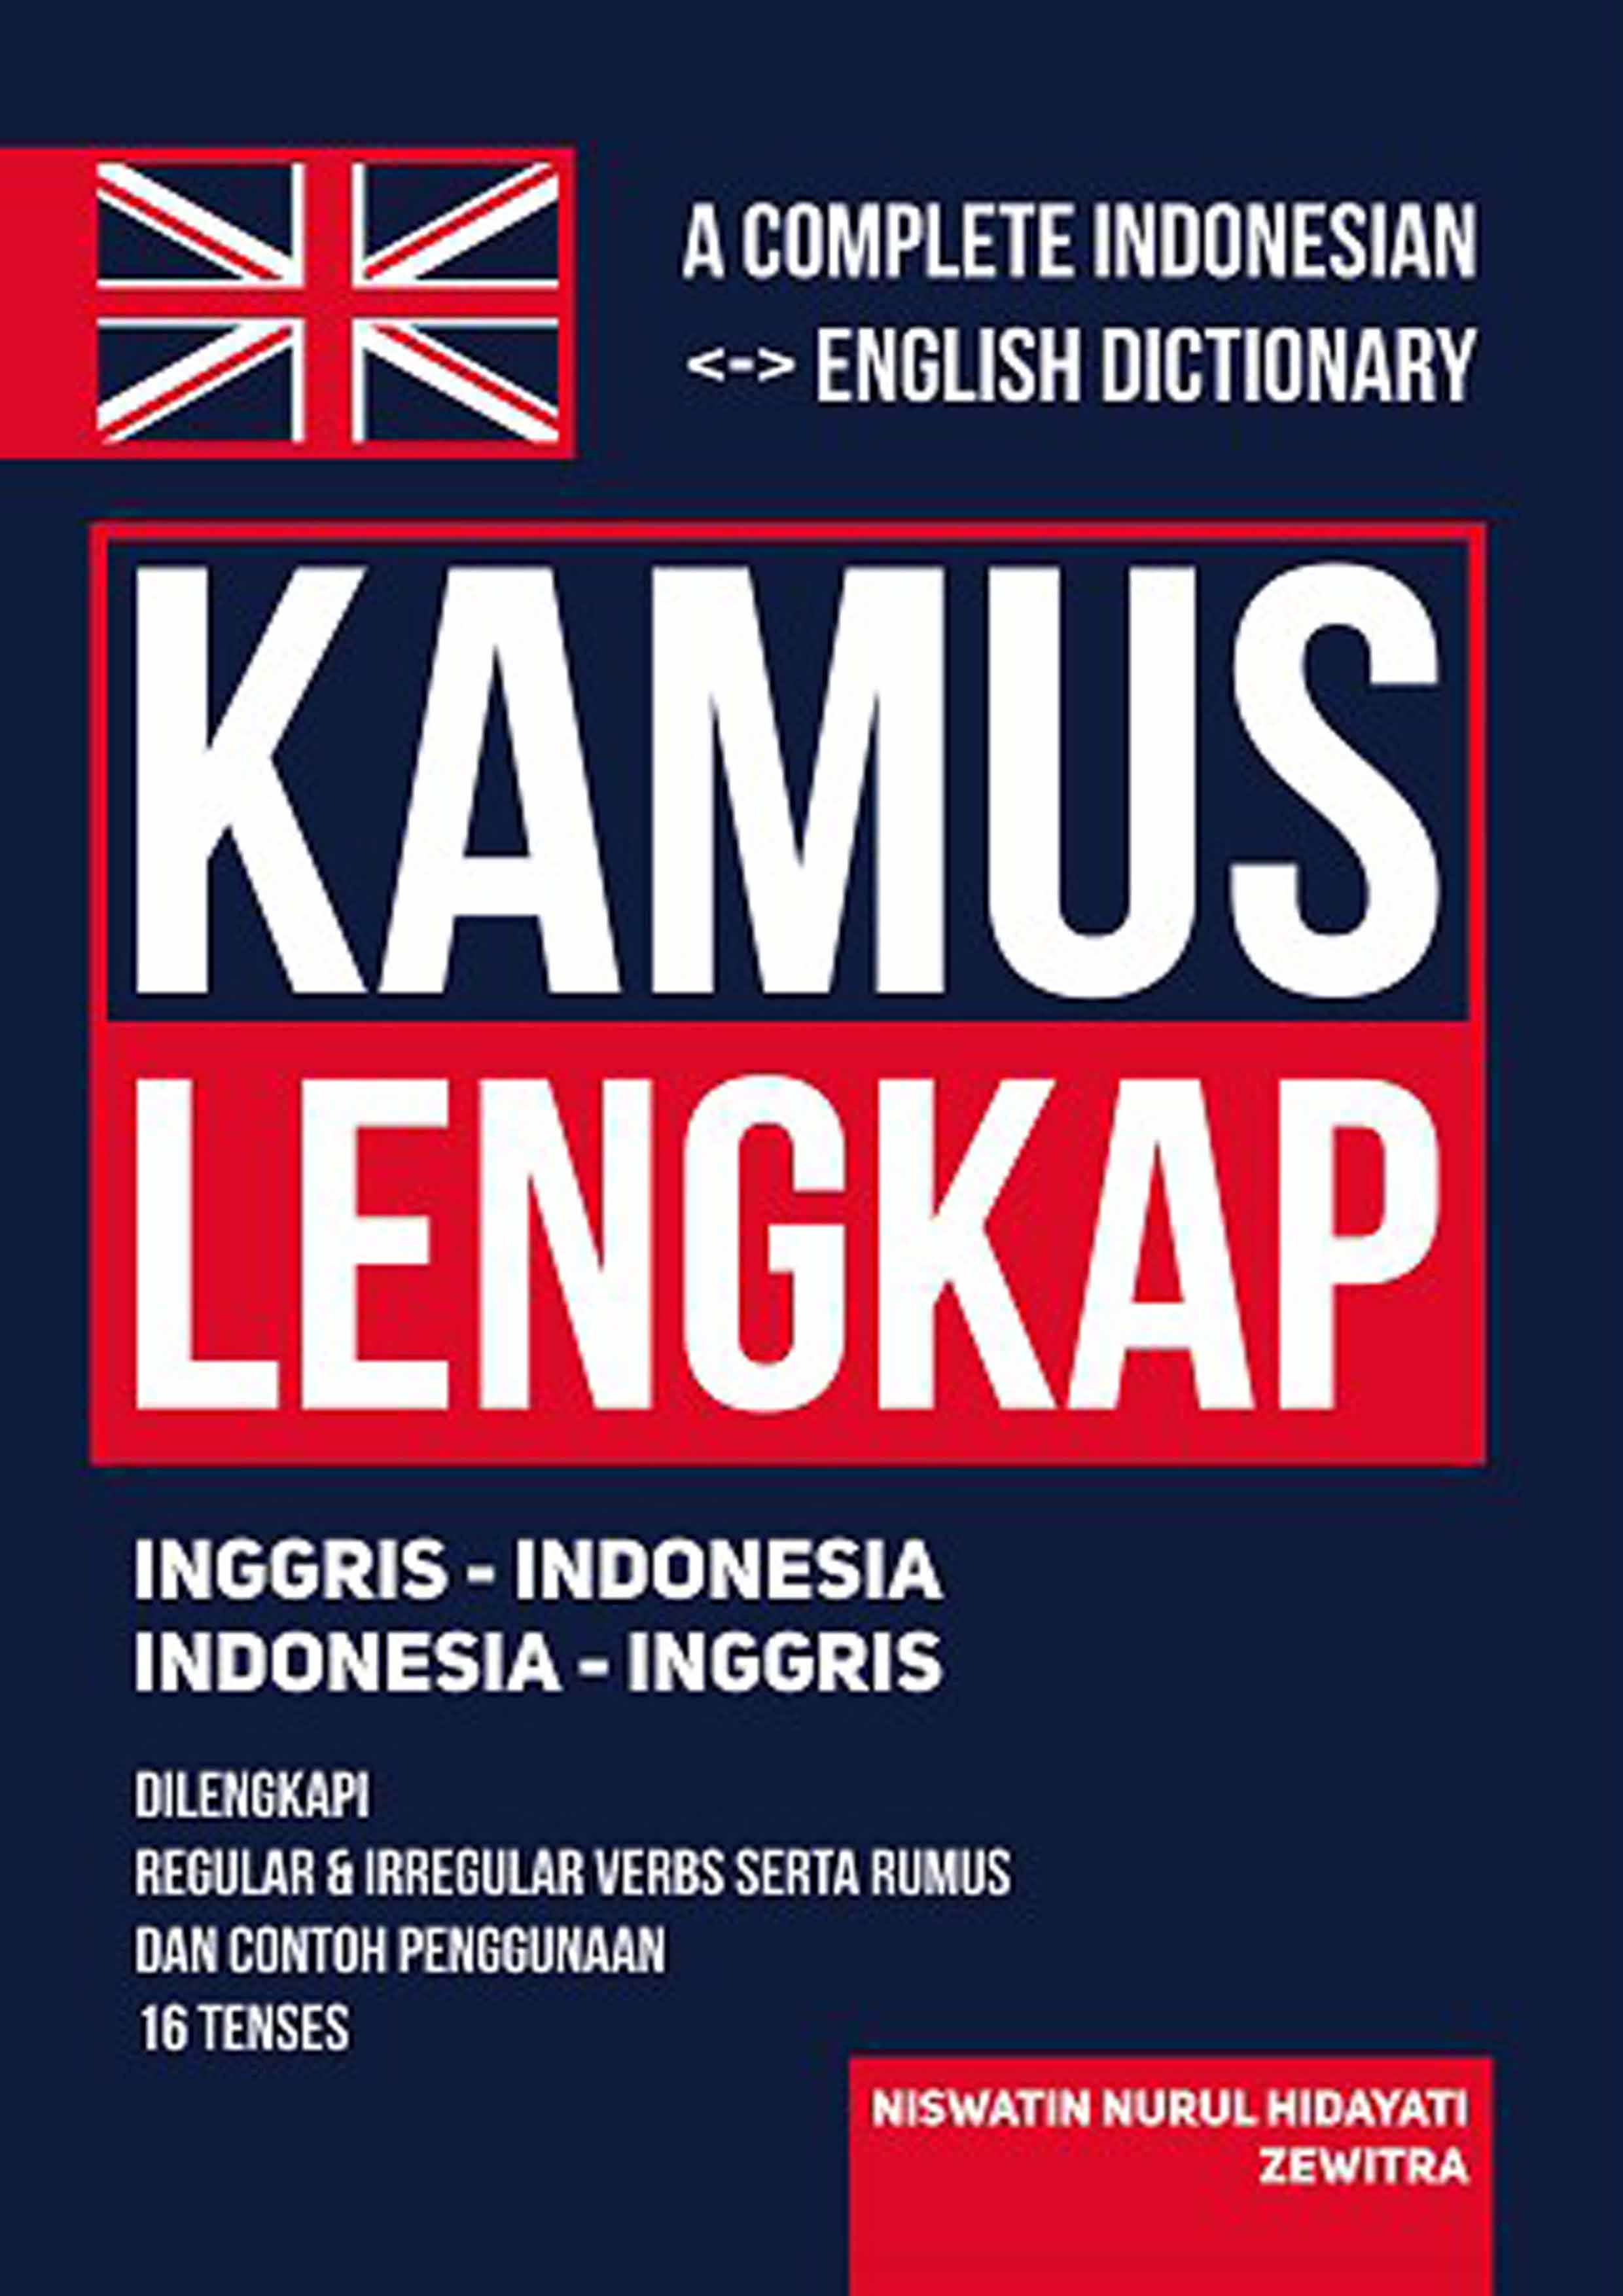 A COMPLETE INDONESIAN
<-> ENGLISH DICTIONARY
KAMUS
LENGKAP
INGGRIS - INDONESIA
INDONESIA - INGGRIS
DILENGKAPI
REGULAR & IRREGULAR VERBS SERTA RUMUS
DAN CONTOH PENGGUNAAN
16 TENSES
NISWATIN NURUL HIDAYATI
ZEWITRA